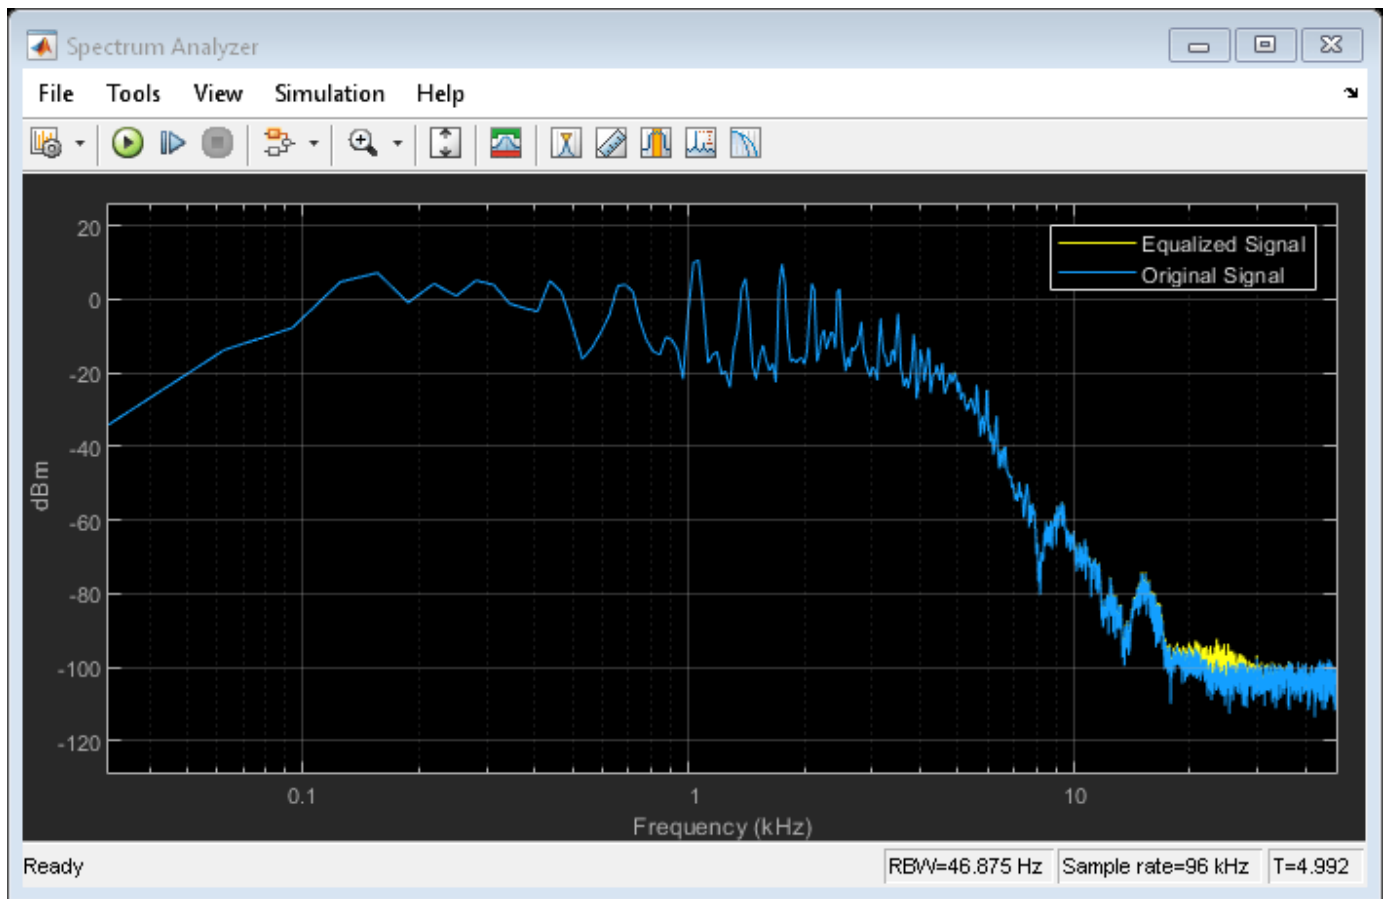 Spectrum Analyzer
File Tools View Simulation Help
20
0
-20
-40
-60
-80
-100
-120
dBm
Equalized Signal
Original Signal
0.1 1 10
Frequency (kHz)
Ready RBW=46.875 Hz Sample rate=96 kHz T=4.992